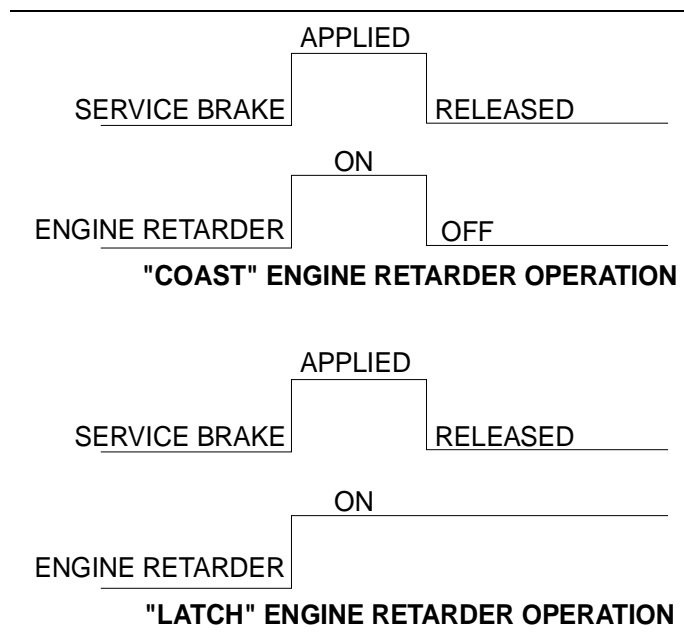 APPLIED
SERVICE BRAKE RELEASED
ON
ENGINE RETARDER OFF
"COAST" ENGINE RETARDER OPERATION
APPLIED
SERVICE BRAKE RELEASED
ON
ENGINE RETARDER
"LATCH" ENGINE RETARDER OPERATION